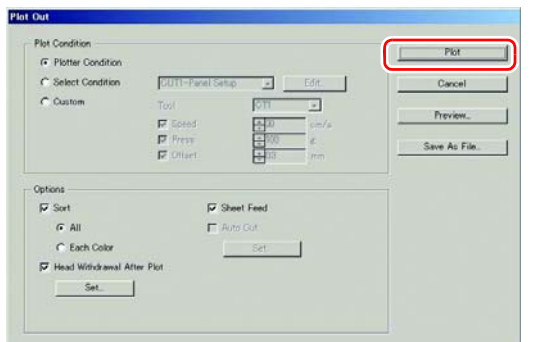 Plot Out
Plot Condition
Plotter Condition
Select Condition
CUT1-Panel Setup
Edit..
Custom
Tool
CT1
Speed
cm/s
Press
g
Offset
mm
Plot
Cancel
Preview..
Save As File..
Options
Sort
Sheet Feed
All
Auto Cut
Each Color
Set
Head Withdrawal After Plot
Set..